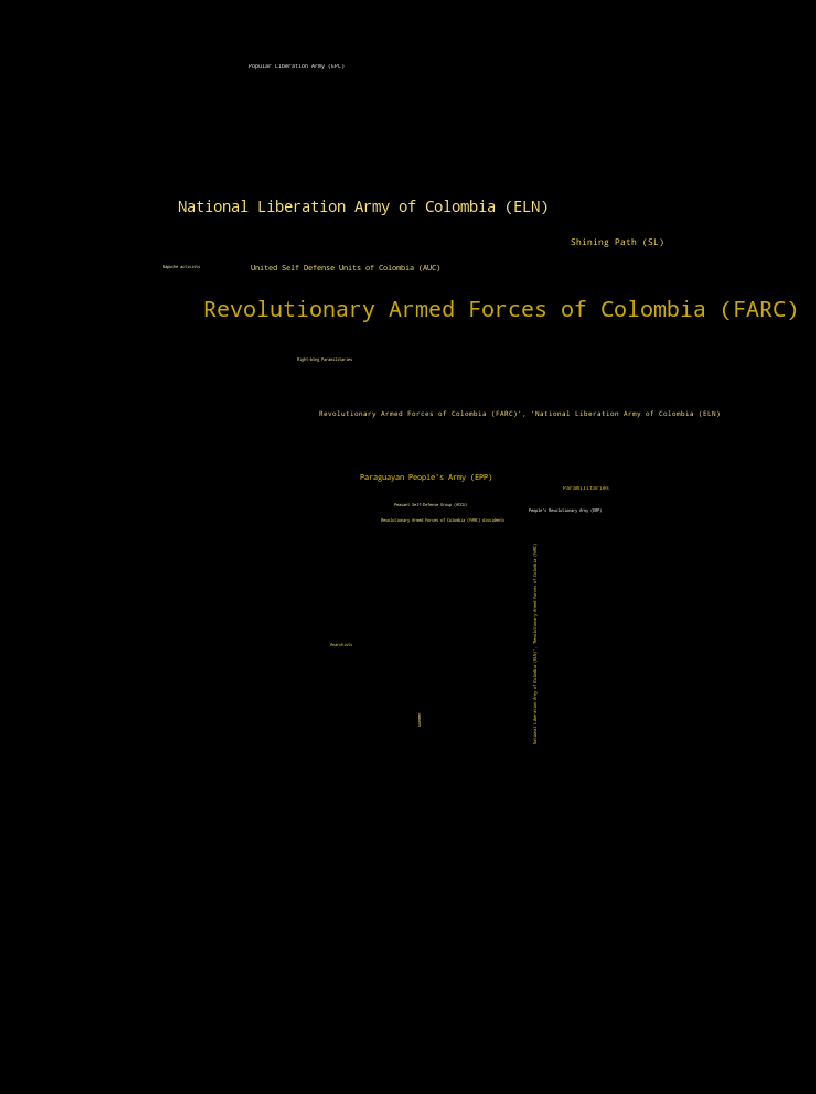 Popular Liberation Army (EPL)
National Liberation Army of Colombia (ELN)
Shining Path (SL)
Mapuche activists
United Self Defense Units of Colombia (AUC)
Revolutionary Armed Forces of Colombia (FARC)
Right-Wing Paramilitaries
Revolutionary Armed Forces of Colombia (FARC)', 'National Liberation Army of Colombia (ELN)
Paraguayan People's Army (EPP)
Paramilitaries
Peasant Self-Defense Group (ACCU)
People's Revolutionary Army (ERP)
Revolutionary Armed Forces of Colombia (FARC) dissidents
National Liberation Army of Colombia (ELN)', 'Revolutionary Armed Forces of Colombia (FARC)
Anarchists